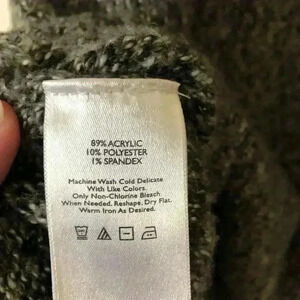 89% ACRYLIC
10% POLYESTER
1% SPANDEX
Machine Wash Cold Delicate
With Like Colors.
Only Non-Chlorine Bleach
When Needed. Reshape, Dry Flat.
Warm Iron As Desired.